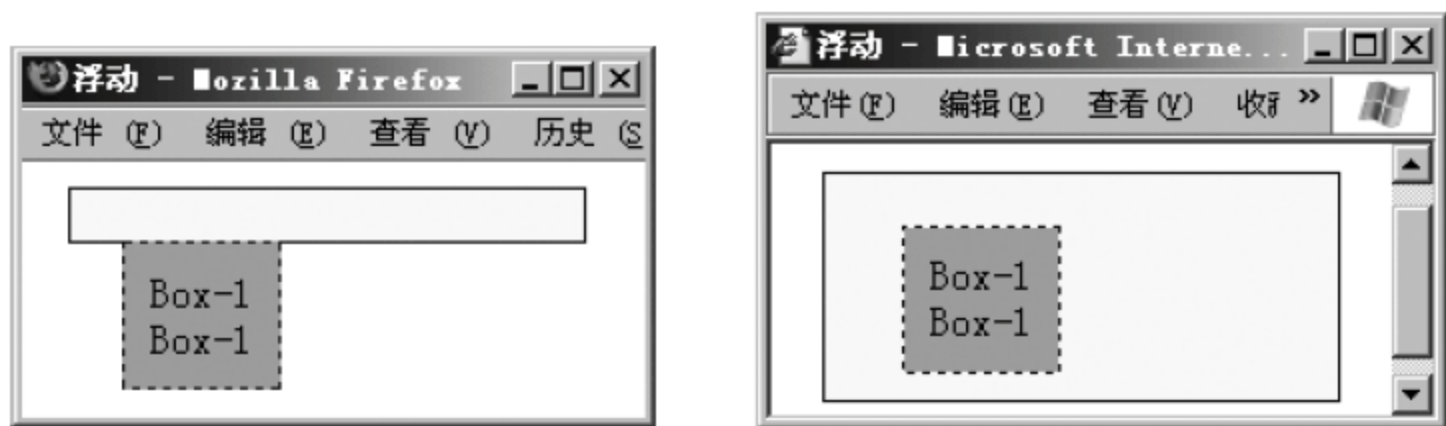 浮动 - Mozilla Firefox
文件 (F) 编辑 (E) 查看 (V) 历史 (S
Box-1
Box-1
浮动 - Microsoft Interne...
文件(F) 编辑(E) 查看(V) 收 »
Box-1
Box-1